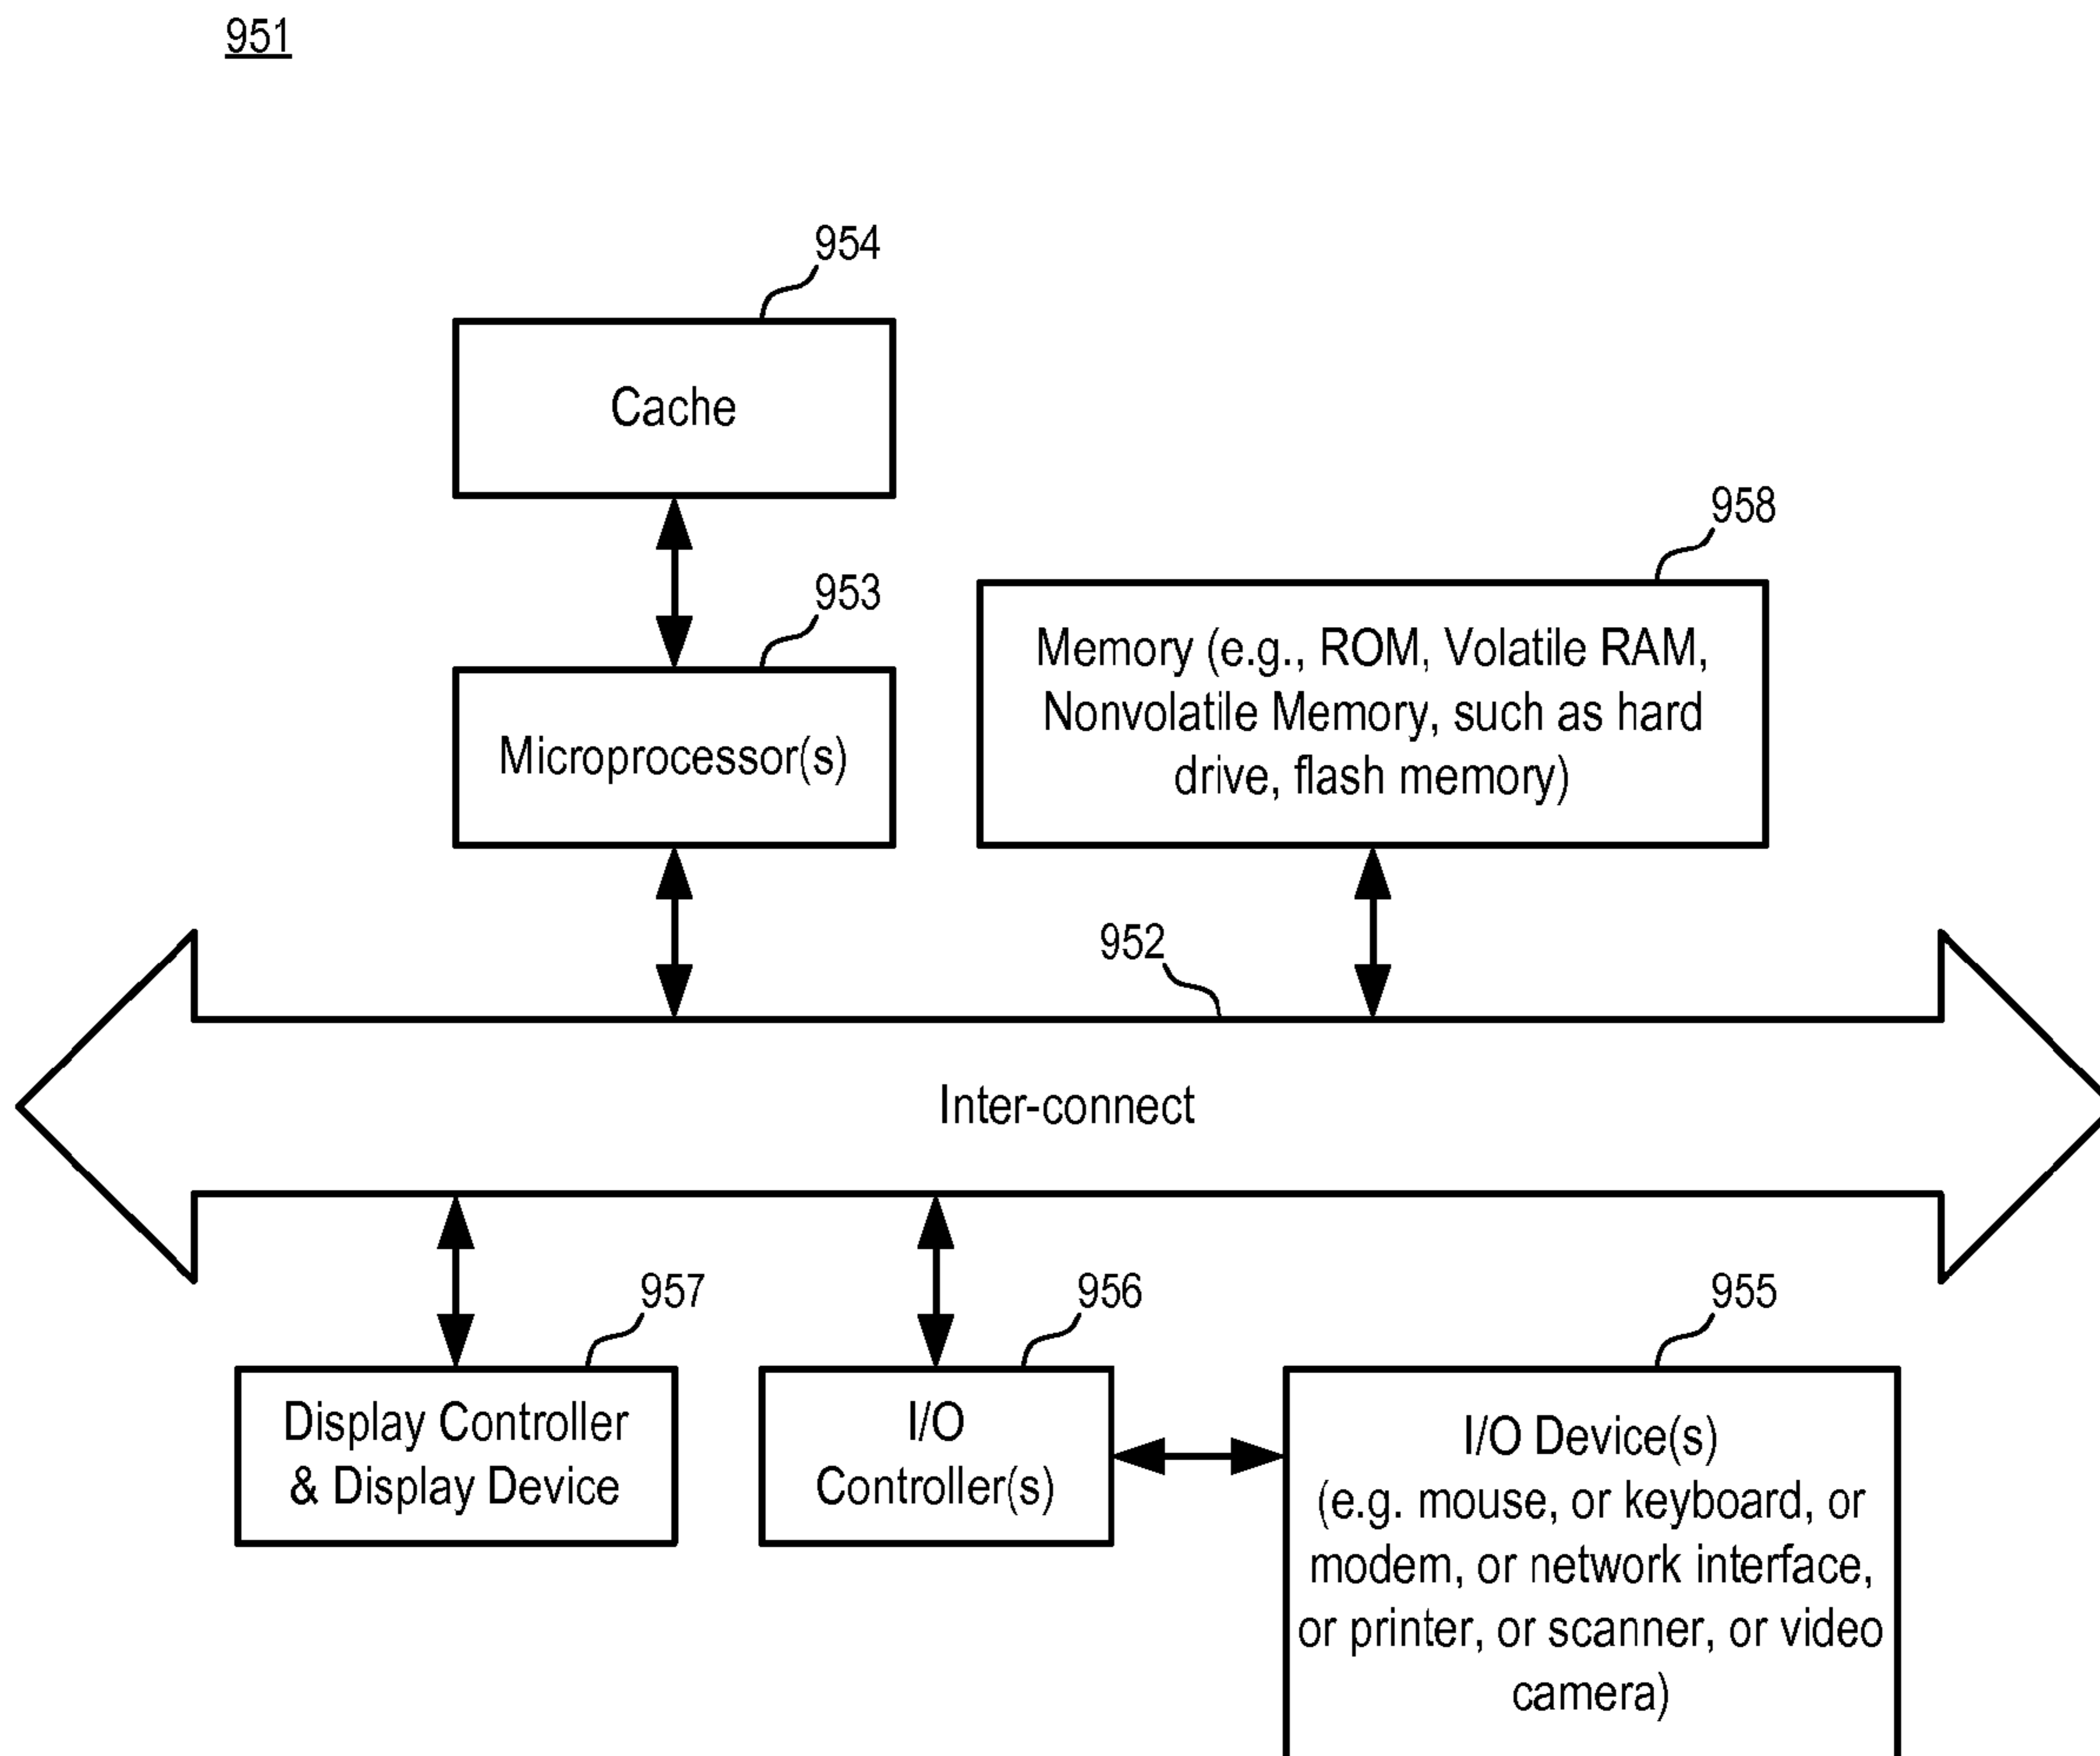 951
954
Cache
958
953
Memory (e.g., ROM, Volatile RAM,
Nonvolatile Memory, such as hard
drive, flash memory)
Microprocessor(s)
952
Inter-connect
957
956
955
Display Controller
& Display Device
I/O
Controller(s)
I/O Device(s)
(e.g. mouse, or keyboard, or
modem, or network interface,
or printer, or scanner, or video
camera)